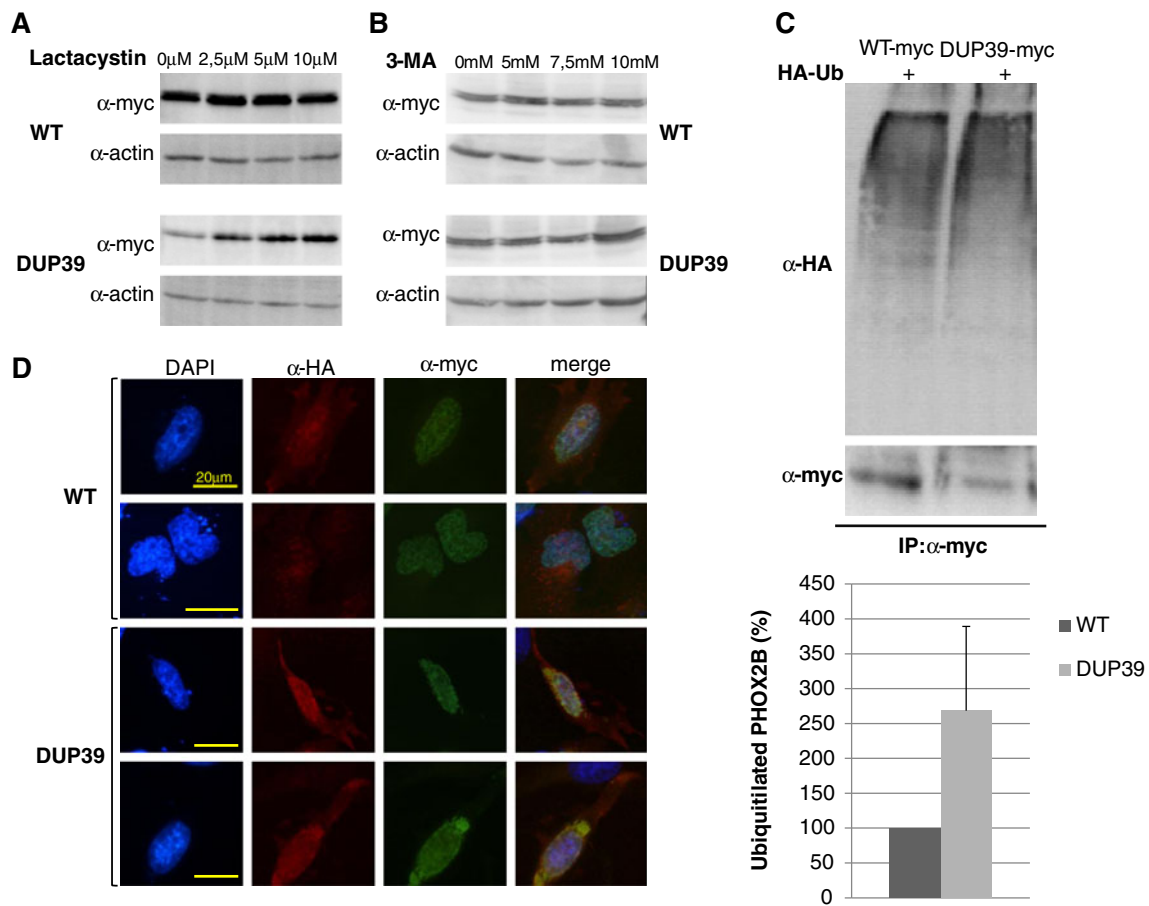 A
Lactacystin 0μM 2,5μM 5μM 10μM
α-myc
WT
α-actin
α-myc
DUP39
α-actin
B
3-MA 0mM 5mM 7,5mM 10mM
α-myc
WT
α-actin
α-myc
DUP39
α-actin
C
WT-myc DUP39-myc
HA-Ub + +
α-HA
α-myc
IP:α-myc
450
400
350
300
250
200
150
100
50
0
Ubiquitilated PHOX2B (%)
WT
DUP39
D
DAPI α-HA α-myc merge
20μm
WT
DUP39